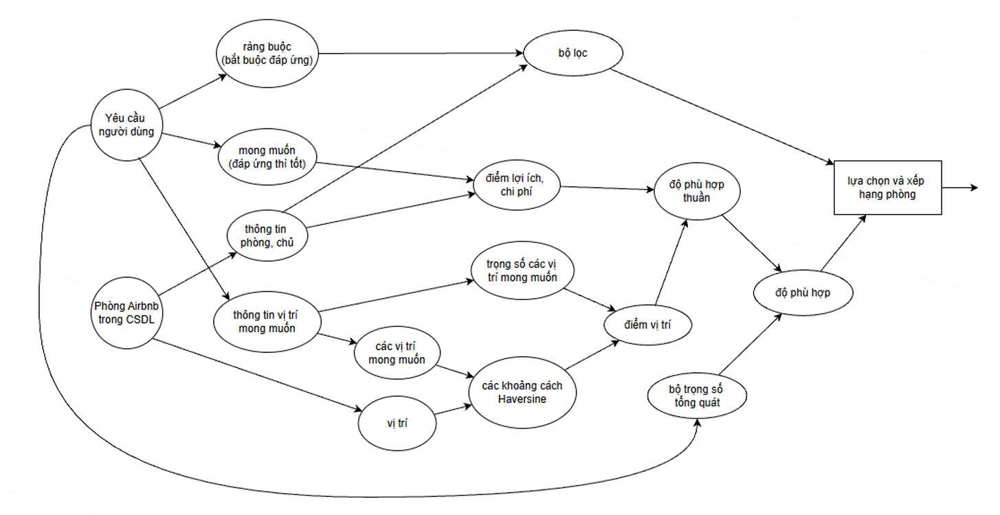 ràng buộc
(bắt buộc đáp ứng)
bộ lọc
Yêu cầu
người dùng
mong muốn
(đáp ứng thì tốt)
điểm lợi ích,
chi phí
độ phù hợp
thuần
lựa chọn và xếp
hạng phòng
thông tin
phòng, chủ
trọng số các vị
trí mong muốn
độ phù hợp
Phòng Airbnb
trong CSDL
thông tin vị trí
mong muốn
điểm vị trí
các vị trí
mong muốn
các khoảng cách
Haversine
bộ trọng số
tổng quát
vị trí